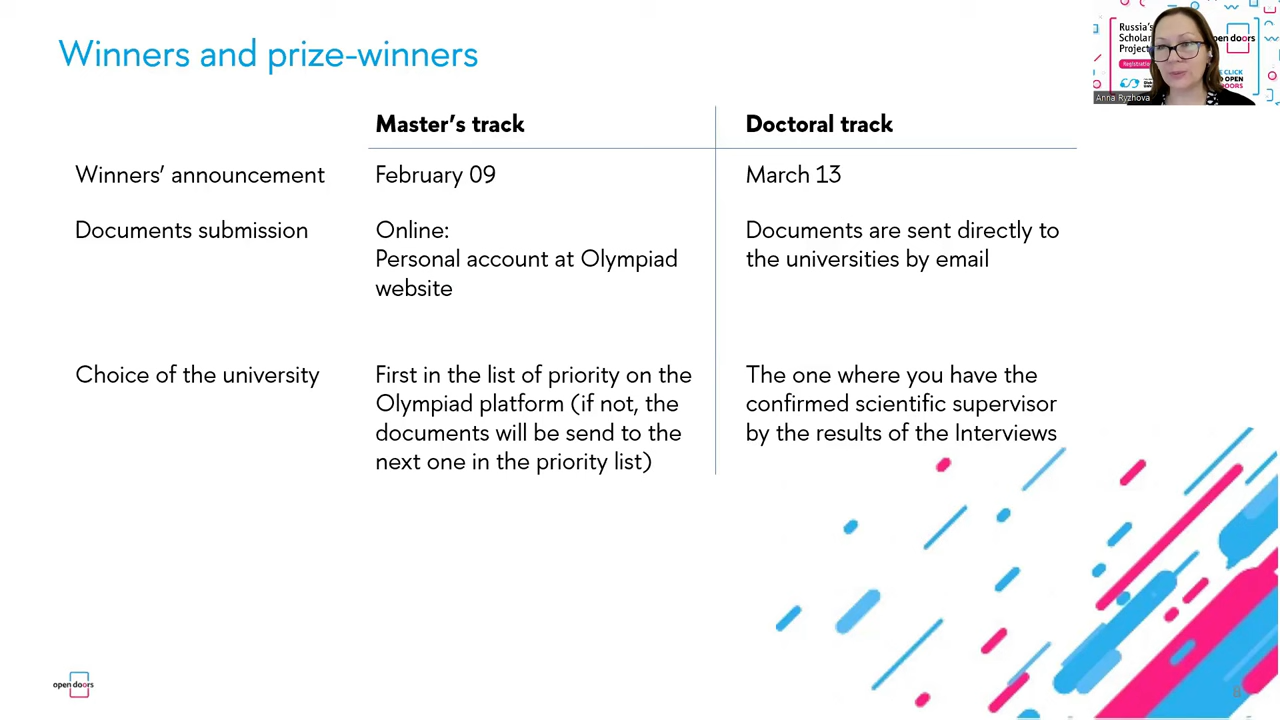 Winners and prize-winners
Master's track
Doctoral track
Winners' announcement
February 09
March 13
Documents submission
Online:
Personal account at Olympiad
website
Documents are sent directly to
the universities by email
Choice of the university
First in the list of priority on the
Olympiad platform (if not, the
documents will be send to the
next one in the priority list)
The one where you have the
confirmed scientific supervisor
by the results of the Interviews
open doors
8
Russia's
Project
Anna Ryzhova